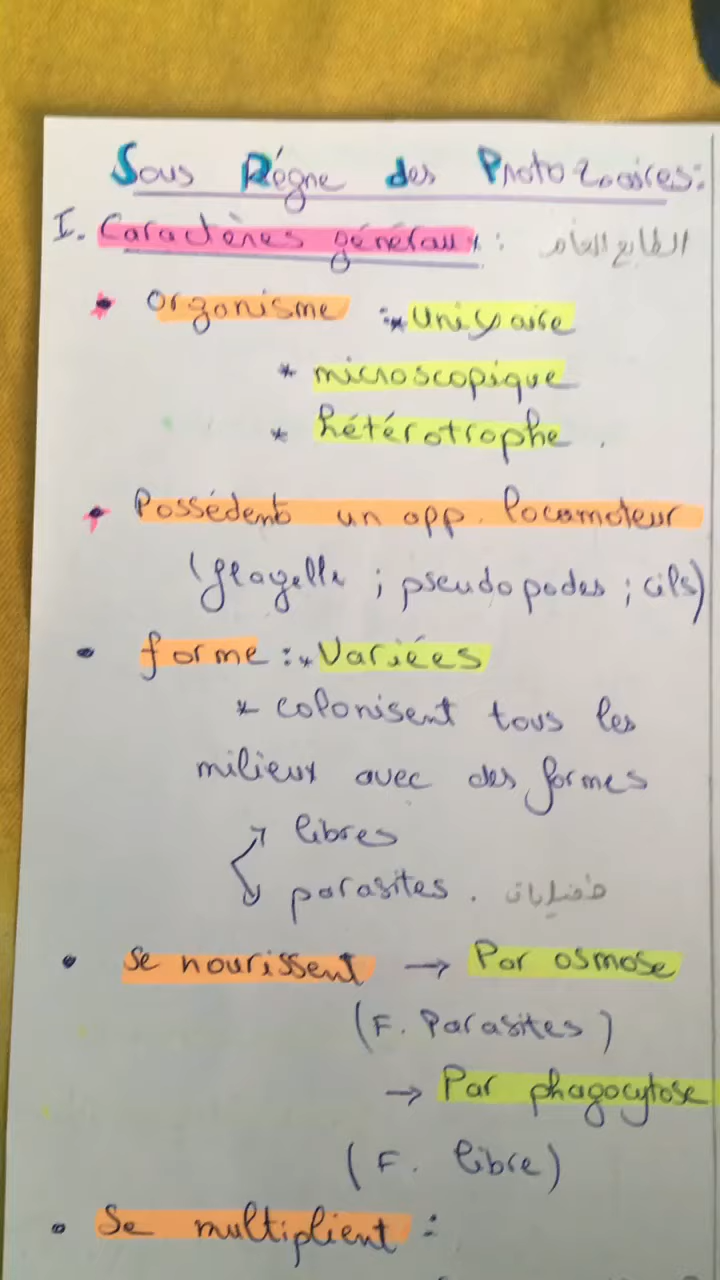 Sous Règne des Protozoaires:
I. Caractères généraux : الطابع العام
• organisme : * Unicyaire
* microscopique
* hétérotrophe .
• Possédent un app. locomoteur
(flagelle ; pseudopodes ; cils)
• forme : * Variées
* colonisent tous les
milieux avec des formes
↗ libres
↘ parasites . طفيليات
• se nourissent → Par osmose
(F. Parasites)
→ Par phagocytose
(F. libre)
• Se multiplient :